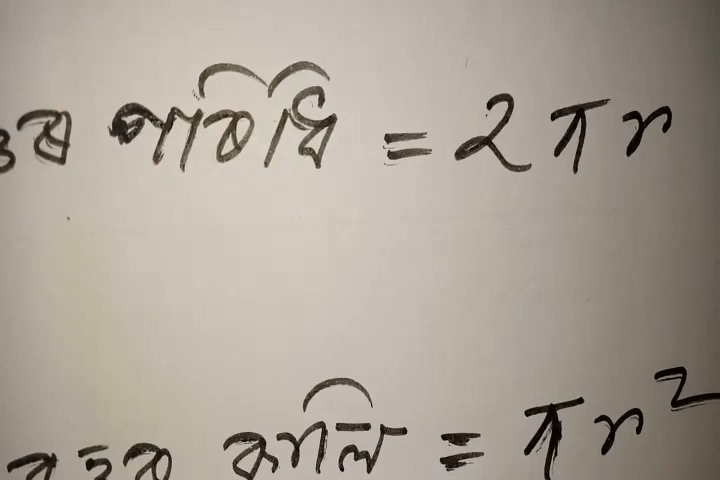 পৰিধি = 2πr
কালি = πr²